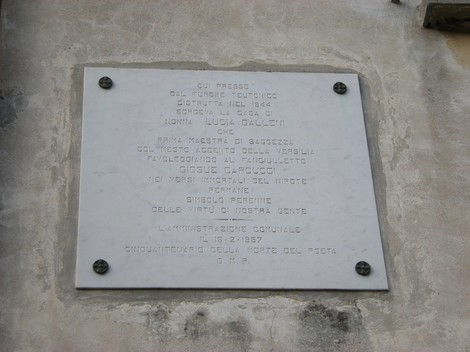 QUI PRESSO
DAL FURORE TEUTONICO
DISTRUTTA NEL 1944
SORGEVA LA CASA DI
NONNA LUCIA GALLENI
CHE
PRIMA MAESTRA DI SAGGEZZA
COL MESTO ACCENTO DELLA VERSILIA
FAVOLEGGIANDO AL FANCIULLETTO
GIOSUE CARDUCCI
NEI VERSI IMMORTALI DEL NIPOTE
PERMANE
SIMBOLO PERENNE
DELLE VIRTU DI NOSTRA GENTE
L'AMMINISTRAZIONE COMUNALE
IL 16-2-1957
CINQUANTENARIO DELLA MORTE DEL POETA